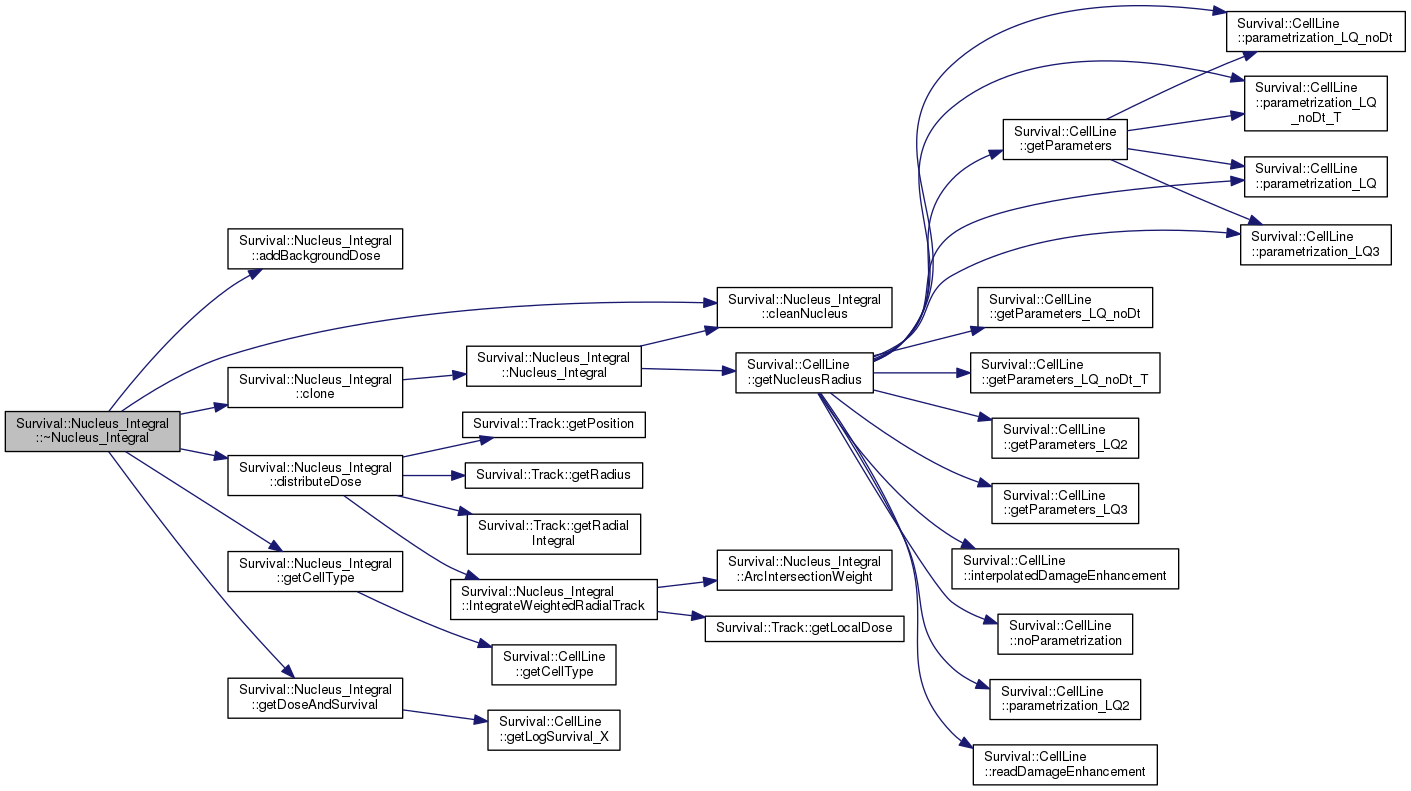 Survival::Nucleus_Integral
::~Nucleus_Integral
Survival::Nucleus_Integral
::addBackgroundDose
Survival::Nucleus_Integral
::clone
Survival::Nucleus_Integral
::distributeDose
Survival::Nucleus_Integral
::getCellType
Survival::Nucleus_Integral
::getDoseAndSurvival
Survival::Nucleus_Integral
::Nucleus_Integral
Survival::Track::getPosition
Survival::Track::getRadius
Survival::Track::getRadial
Integral
Survival::Nucleus_Integral
::IntegrateWeightedRadialTrack
Survival::CellLine
::getCellType
Survival::CellLine
::getLogSurvival_X
Survival::Nucleus_Integral
::cleanNucleus
Survival::CellLine
::getNucleusRadius
Survival::Nucleus_Integral
::ArcIntersectionWeight
Survival::Track::getLocalDose
Survival::CellLine
::getParameters
Survival::CellLine
::getParameters_LQ_noDt
Survival::CellLine
::getParameters_LQ_noDt_T
Survival::CellLine
::getParameters_LQ2
Survival::CellLine
::getParameters_LQ3
Survival::CellLine
::interpolatedDamageEnhancement
Survival::CellLine
::noParametrization
Survival::CellLine
::parametrization_LQ2
Survival::CellLine
::readDamageEnhancement
Survival::CellLine
::parametrization_LQ_noDt
Survival::CellLine
::parametrization_LQ
_noDt_T
Survival::CellLine
::parametrization_LQ
Survival::CellLine
::parametrization_LQ3